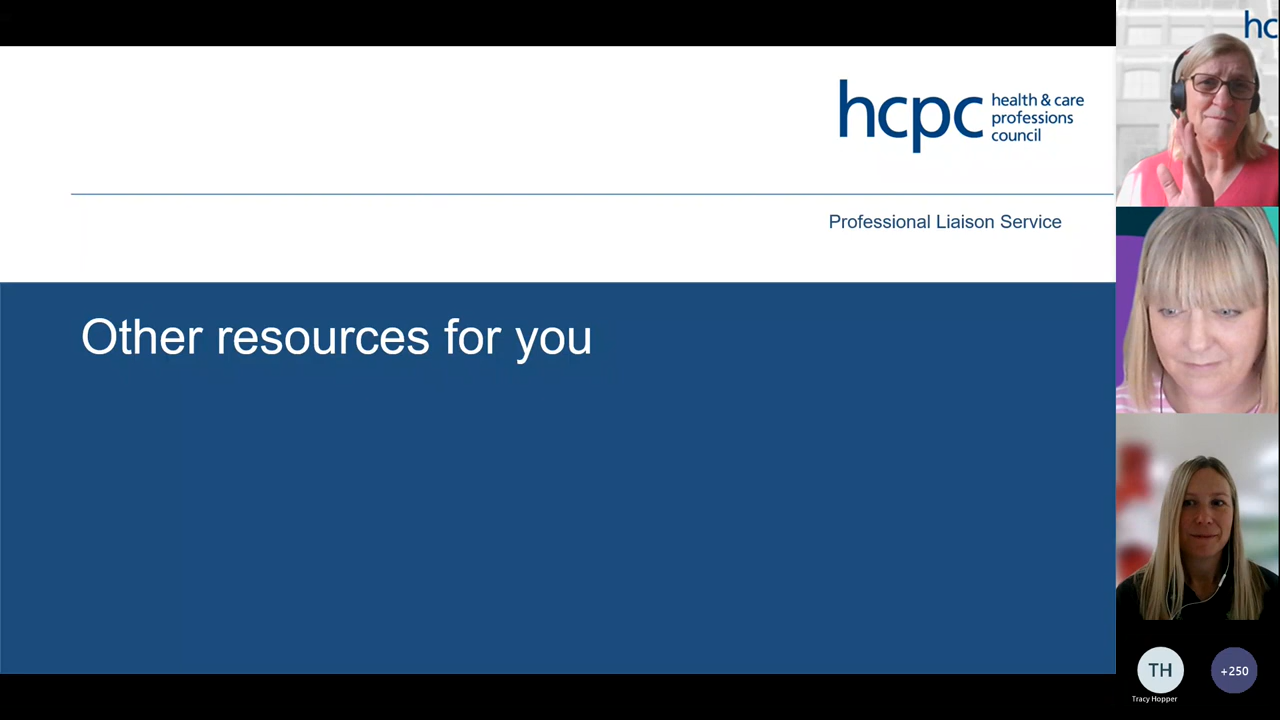 hcpc
health & care
professions
council
Professional Liaison Service
Other resources for you
hc
TH
Tracy Hopper
+250